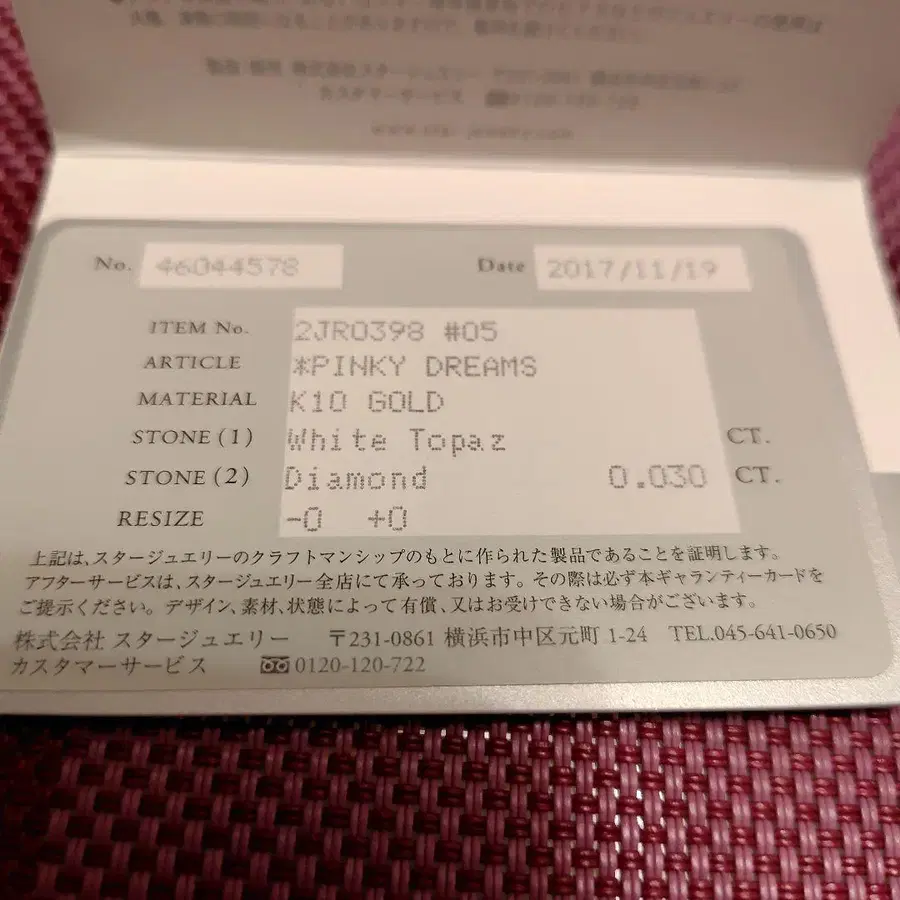 カスタマーサービス
No. 46044578 Date 2017/11/19
ITEM No. 2JR0398 #05
ARTICLE *PINKY DREAMS
MATERIAL K10 GOLD
STONE (1) White Topaz CT.
STONE (2) Diamond 0.030 CT.
RESIZE -0 +0
上記は、スタージュエリーのクラフトマンシップのもとに作られた製品であることを証明します。
アフターサービスは、スタージュエリー全店にて承っております。その際は必ず本ギャランティーカードを
ご提示ください。デザイン、素材、状態によって有償、又はお受けできない場合がございます。
株式会社 スタージュエリー 〒231-0861 横浜市中区元町 1-24 TEL.045-641-0650
カスタマーサービス 0120-120-722